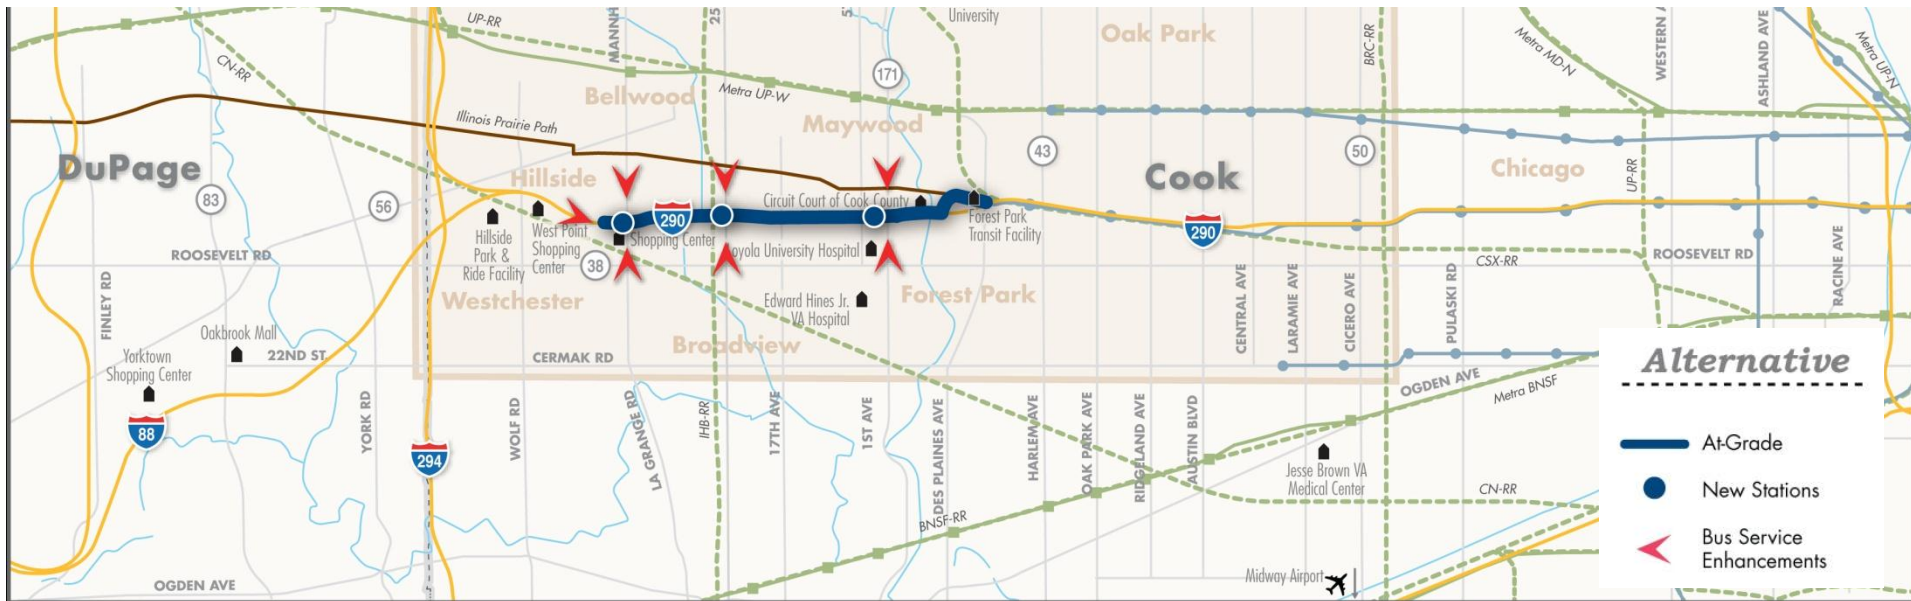 UP-RR
CN-RR
MANNH
25
5
University
171
Oak Park
BRC-RR
Metra MD-N
WESTERN A
ASHLAND AVE
Metra UP-N
Bellwood
Metra UP-W
Maywood
Illinois Prairie Path
43
50
DuPage
83
56
Hillside
Cook
Chicago
UP-RR
Circuit Court of Cook County
290
Forest Park
Transit Facility
290
Hillside
Park &
Ride Facility
West Point
Shopping
Center
Shopping Center
oyola University Hospital
38
ROOSEVELT RD
CSX-RR
ROOSEVELT RD
RACINE AVE
FINLEY RD
Westchester
Edward Hines Jr.
VA Hospital
Forest Park
CENTRAL AVE
LARAMIE AVE
CICERO AVE
PULASKI RD
Oakbrook Mall
22ND ST
Yorktown
Shopping Center
CERMAK RD
Broadview
OGDEN AVE
Metra BNSF
88
294
YORK RD
WOLF RD
LA GRANGE RD
IHB-RR
17TH AVE
1ST AVE
DES PLAINES AVE
HARLEM AVE
OAK PARK AVE
RIDGELAND AVE
AUSTIN BLVD
Jesse Brown VA
Medical Center
CN-RR
BNSF-RR
OGDEN AVE
Midway Airport
Alternative
At-Grade
New Stations
Bus Service
Enhancements